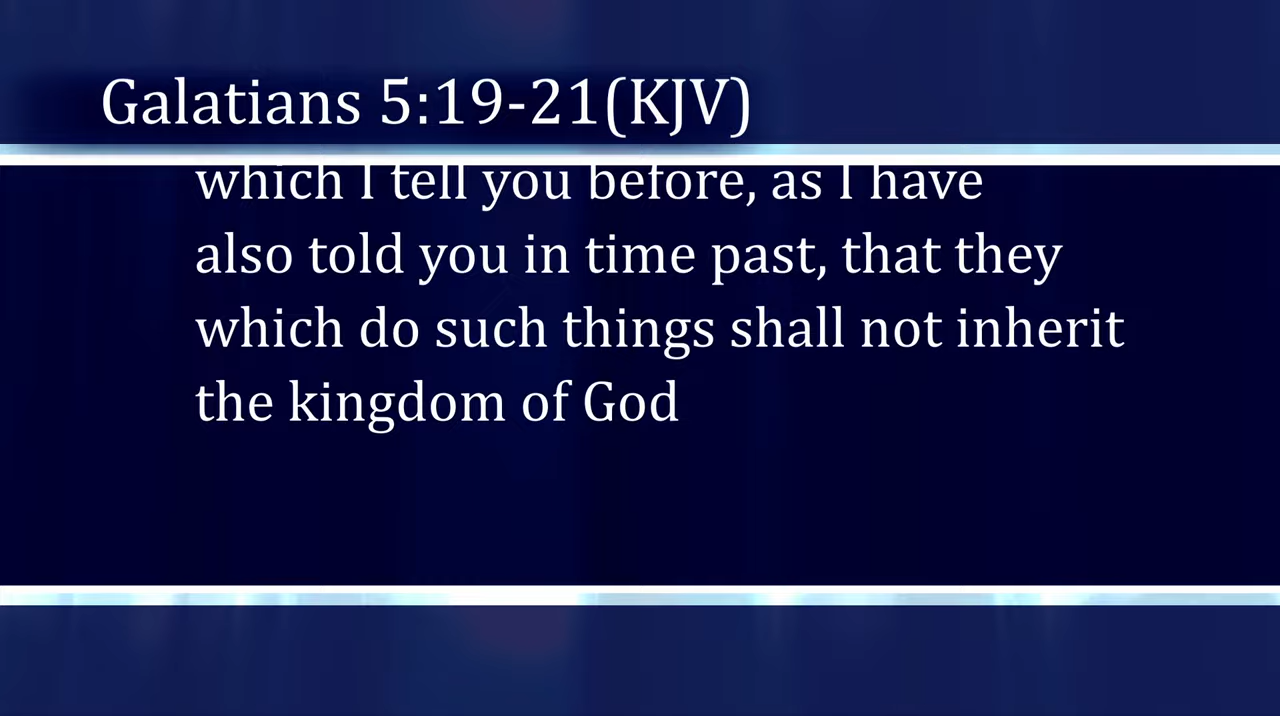 Galatians 5:19-21(KJV)
which I tell you before, as I have
also told you in time past, that they
which do such things shall not inherit
the kingdom of God